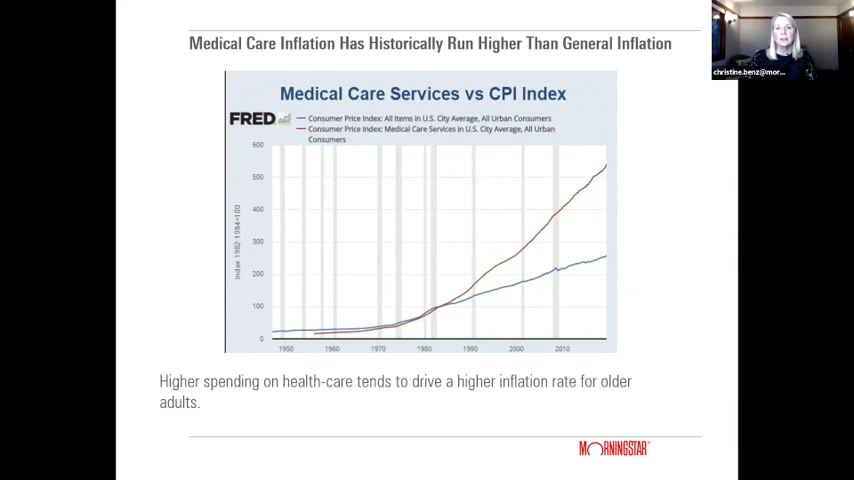 Medical Care Inflation Has Historically Run Higher Than General Inflation
christine.benz@mor...
Medical Care Services vs CPI Index
FRED
Consumer Price Index: All Items in U.S. City Average, All Urban Consumers
Consumer Price Index: Medical Care Services in U.S. City Average, All Urban
Consumers
600
500
400
300
200
100
0
Index 1982-1984=100
1950 1960 1970 1980 1990 2000 2010
Higher spending on health-care tends to drive a higher inflation rate for older
adults.
MORNINGSTAR